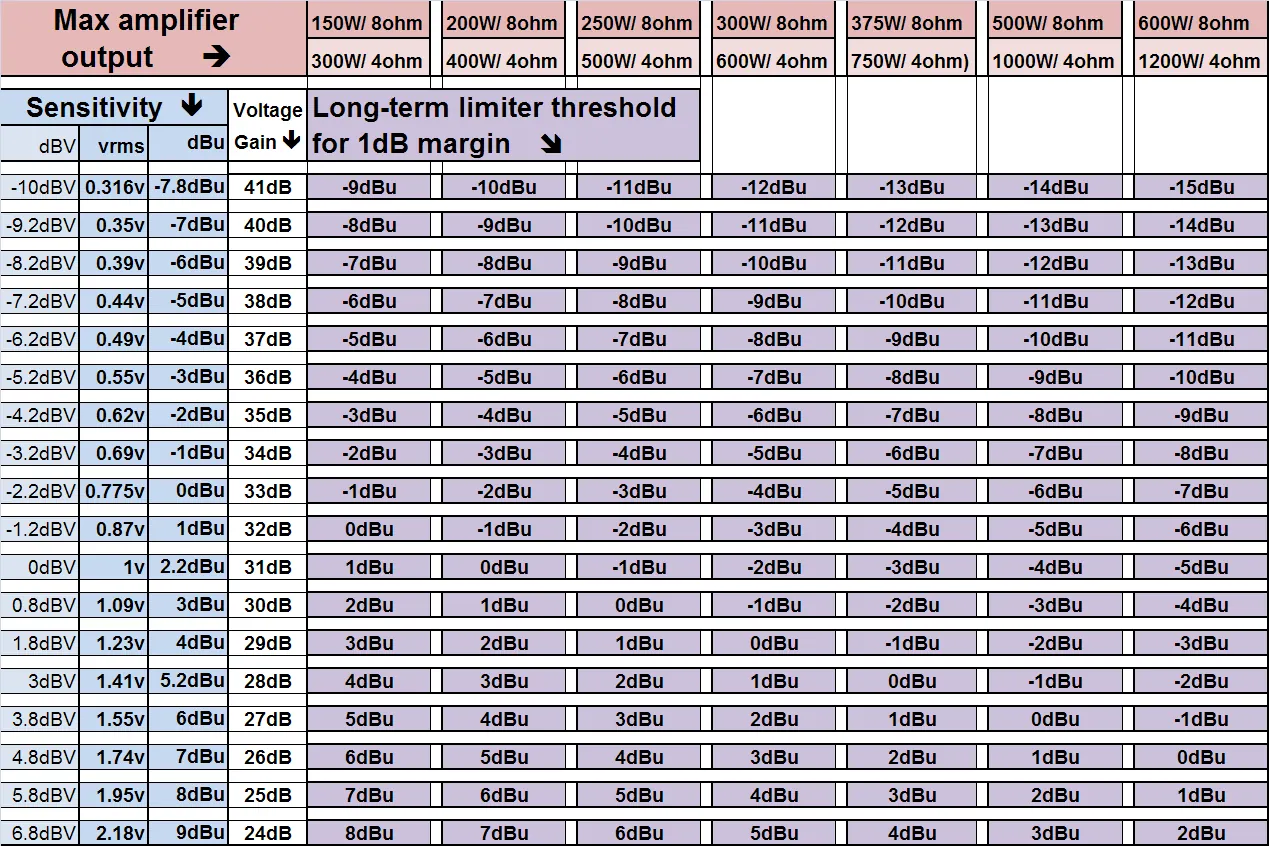 Max amplifier 150W/ 8ohm 200W/ 8ohm 250W/ 8ohm 300W/ 8ohm 375W/ 8ohm 500W/ 8ohm 600W/ 8ohm
output ➔ 300W/ 4ohm 400W/ 4ohm 500W/ 4ohm 600W/ 4ohm 750W/ 4ohm) 1000W/ 4ohm 1200W/ 4ohm
Sensitivity 🡻 Voltage Long-term limiter threshold
dBV vrms dBu Gain 🡻 for 1dB margin 🡾
-10dBV 0.316v -7.8dBu 41dB -9dBu -10dBu -11dBu -12dBu -13dBu -14dBu -15dBu
-9.2dBV 0.35v -7dBu 40dB -8dBu -9dBu -10dBu -11dBu -12dBu -13dBu -14dBu
-8.2dBV 0.39v -6dBu 39dB -7dBu -8dBu -9dBu -10dBu -11dBu -12dBu -13dBu
-7.2dBV 0.44v -5dBu 38dB -6dBu -7dBu -8dBu -9dBu -10dBu -11dBu -12dBu
-6.2dBV 0.49v -4dBu 37dB -5dBu -6dBu -7dBu -8dBu -9dBu -10dBu -11dBu
-5.2dBV 0.55v -3dBu 36dB -4dBu -5dBu -6dBu -7dBu -8dBu -9dBu -10dBu
-4.2dBV 0.62v -2dBu 35dB -3dBu -4dBu -5dBu -6dBu -7dBu -8dBu -9dBu
-3.2dBV 0.69v -1dBu 34dB -2dBu -3dBu -4dBu -5dBu -6dBu -7dBu -8dBu
-2.2dBV 0.775v 0dBu 33dB -1dBu -2dBu -3dBu -4dBu -5dBu -6dBu -7dBu
-1.2dBV 0.87v 1dBu 32dB 0dBu -1dBu -2dBu -3dBu -4dBu -5dBu -6dBu
0dBV 1v 2.2dBu 31dB 1dBu 0dBu -1dBu -2dBu -3dBu -4dBu -5dBu
0.8dBV 1.09v 3dBu 30dB 2dBu 1dBu 0dBu -1dBu -2dBu -3dBu -4dBu
1.8dBV 1.23v 4dBu 29dB 3dBu 2dBu 1dBu 0dBu -1dBu -2dBu -3dBu
3dBV 1.41v 5.2dBu 28dB 4dBu 3dBu 2dBu 1dBu 0dBu -1dBu -2dBu
3.8dBV 1.55v 6dBu 27dB 5dBu 4dBu 3dBu 2dBu 1dBu 0dBu -1dBu
4.8dBV 1.74v 7dBu 26dB 6dBu 5dBu 4dBu 3dBu 2dBu 1dBu 0dBu
5.8dBV 1.95v 8dBu 25dB 7dBu 6dBu 5dBu 4dBu 3dBu 2dBu 1dBu
6.8dBV 2.18v 9dBu 24dB 8dBu 7dBu 6dBu 5dBu 4dBu 3dBu 2dBu